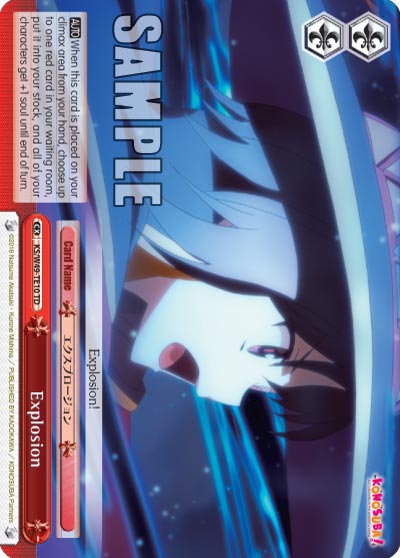 SAMPLE
KONOSUBA!
Explosion!
【AUTO】 When this card is placed on your
climax area from your hand, choose up
to one red card in your waiting room,
put it into your stock, and all of your
characters get +1 soul until end of turn.
Card Name
エクスプロージョン
CX
KS/W49-TE10 TD
Explosion
©2016 Natsume Akatsuki・Kurone Mishima / PUBLISHED BY KADOKAWA / KONOSUBA Partners